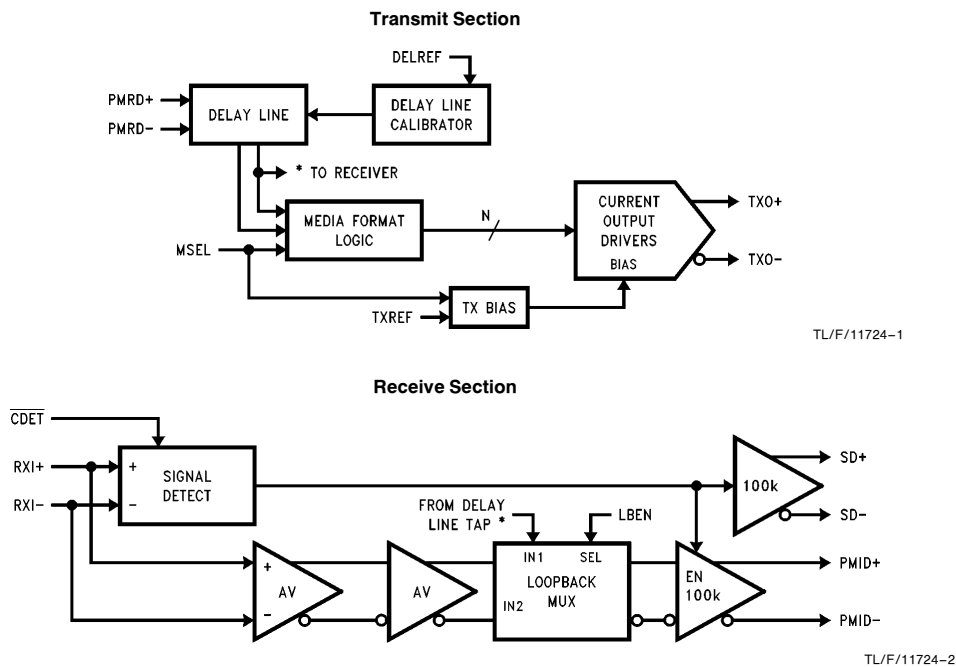 Transmit Section
DELREF
PMRD+
PMRD-
DELAY LINE
DELAY LINE
CALIBRATOR
* TO RECEIVER
MEDIA FORMAT
LOGIC
MSEL
N
CURRENT
OUTPUT
DRIVERS
BIAS
TXO+
TXO-
TX BIAS
TXREF
TL/F/11724–1
Receive Section
CDET
RXI+
RXI-
+
-
SIGNAL
DETECT
100k
SD+
SD-
FROM DELAY
LINE TAP *
LBEN
+
-
AV
AV
IN1
SEL
LOOPBACK
MUX
IN2
EN
100k
PMID+
PMID-
TL/F/11724–2